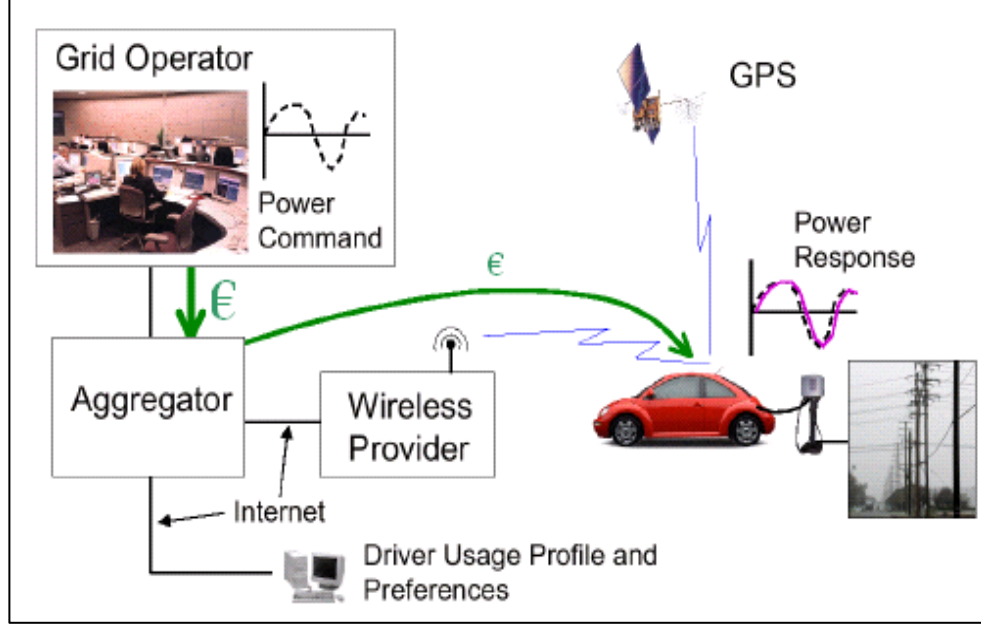 Grid Operator
Power
Command
GPS
Power
Response
€
€
Aggregator
Wireless
Provider
Internet
Driver Usage Profile and
Preferences